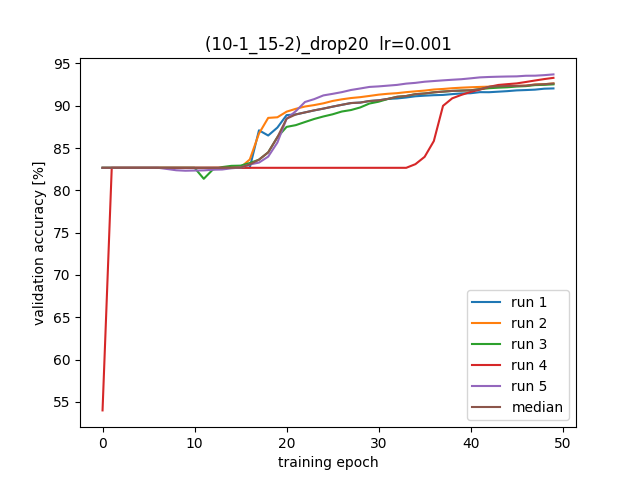 (10-1_15-2)_drop20  lr=0.001
validation accuracy [%]
95
90
85
80
75
70
65
60
55
0 10 20 30 40 50
training epoch
run 1
run 2
run 3
run 4
run 5
median